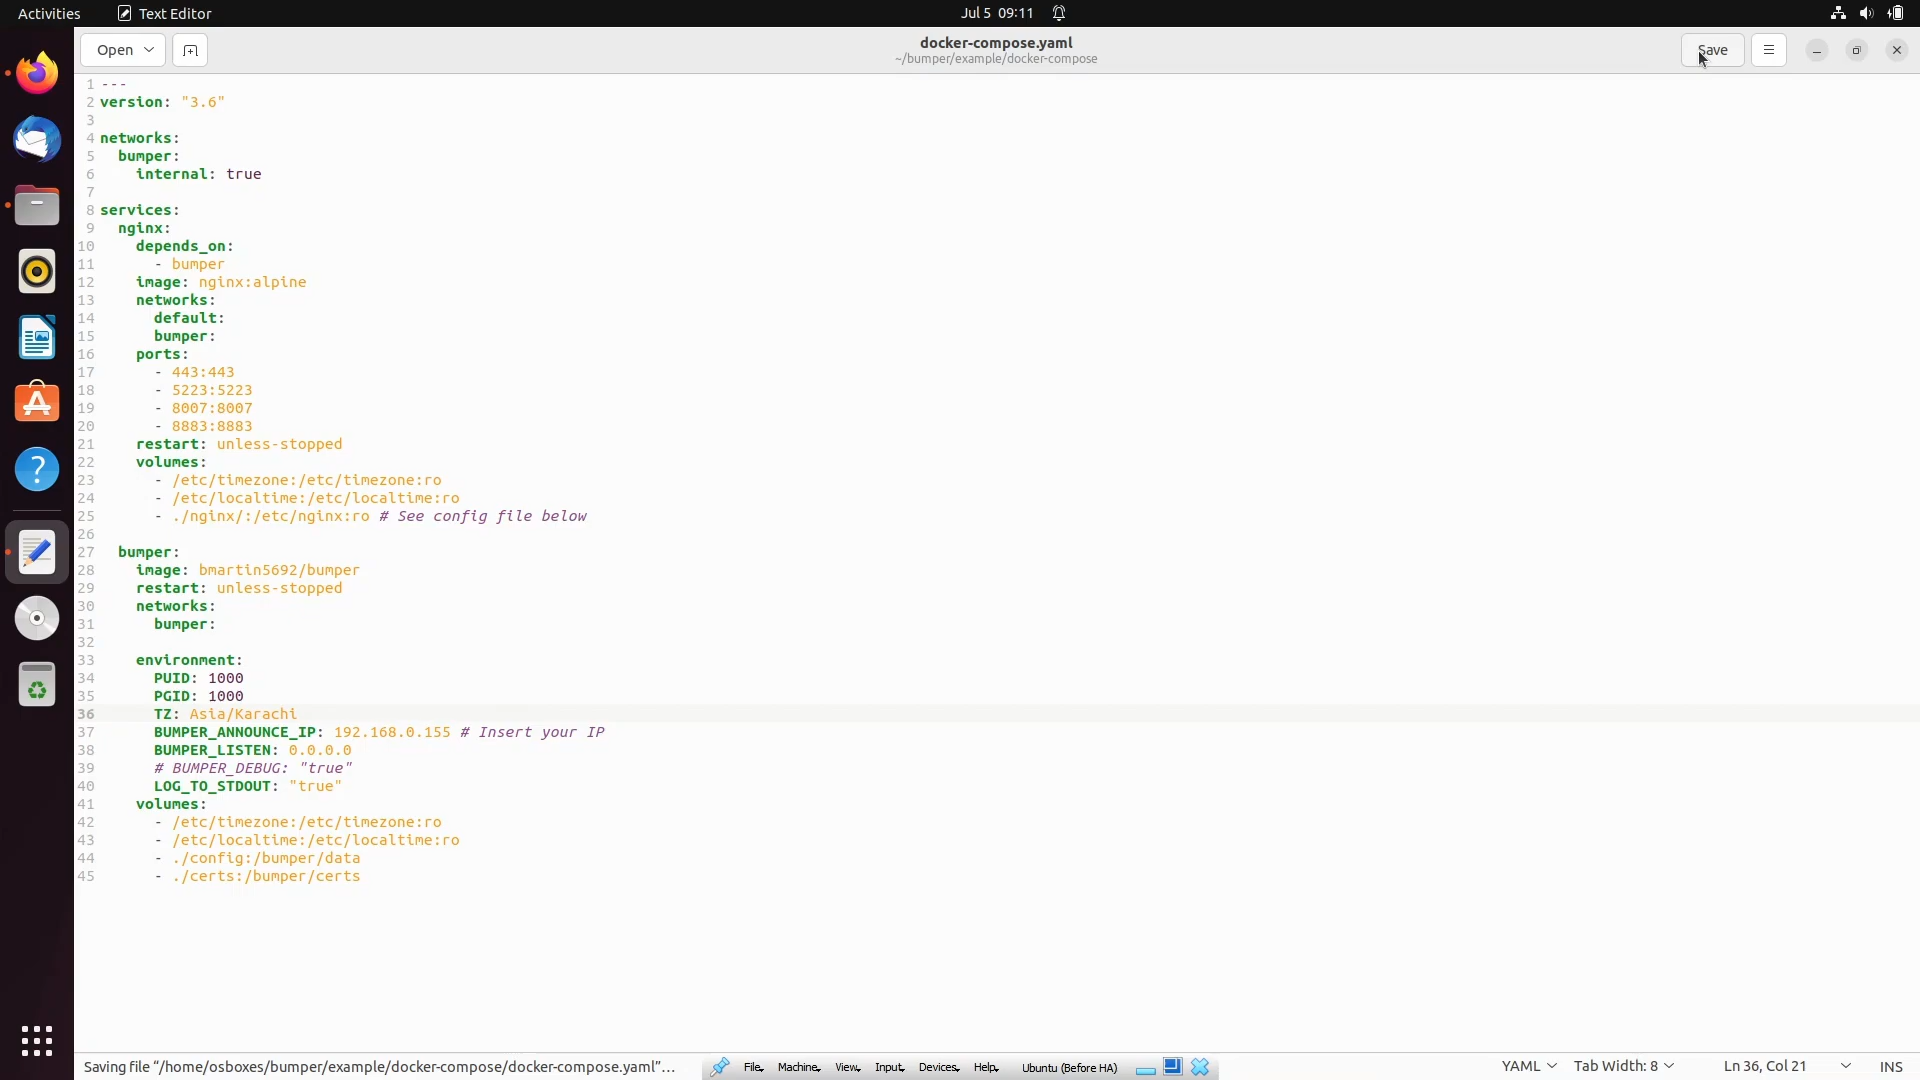 Activities
Text Editor
Jul 5 09:11
Open
docker-compose.yaml
~/bumper/example/docker-compose
Save
1 ---
2 version: "3.6"
3
4 networks:
5   bumper:
6     internal: true
7
8 services:
9   nginx:
10     depends_on:
11       - bumper
12     image: nginx:alpine
13     networks:
14       default:
15       bumper:
16     ports:
17       - 443:443
18       - 5223:5223
19       - 8007:8007
20       - 8883:8883
21     restart: unless-stopped
22     volumes:
23       - /etc/timezone:/etc/timezone:ro
24       - /etc/localtime:/etc/localtime:ro
25       - ./nginx/:/etc/nginx:ro # See config file below
26
27   bumper:
28     image: bmartin5692/bumper
29     restart: unless-stopped
30     networks:
31       bumper:
32
33     environment:
34       PUID: 1000
35       PGID: 1000
36       TZ: Asia/Karachi
37       BUMPER_ANNOUNCE_IP: 192.168.0.155 # Insert your IP
38       BUMPER_LISTEN: 0.0.0.0
39       # BUMPER_DEBUG: "true"
40       LOG_TO_STDOUT: "true"
41     volumes:
42       - /etc/timezone:/etc/timezone:ro
43       - /etc/localtime:/etc/localtime:ro
44       - ./config:/bumper/data
45       - ./certs:/bumper/certs
Saving file “/home/osboxes/bumper/example/docker-compose/docker-compose.yaml”…
File Machine View Input Devices Help Ubuntu (Before HA)
YAML
Tab Width: 8
Ln 36, Col 21
INS